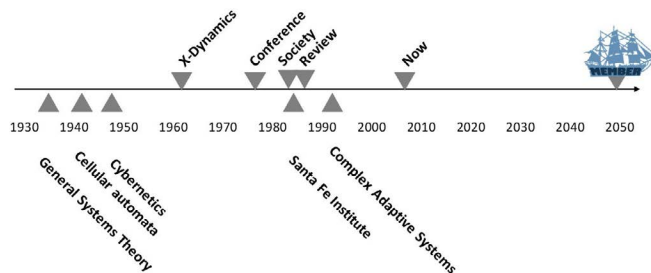 X-Dynamics
Conference
Society
Review
Now
MEMBER
1930 1940 1950 1960 1970 1980 1990 2000 2010 2020 2030 2040 2050
General Systems Theory
Cellular automata
Cybernetics
Santa Fe Institute
Complex Adaptive Systems